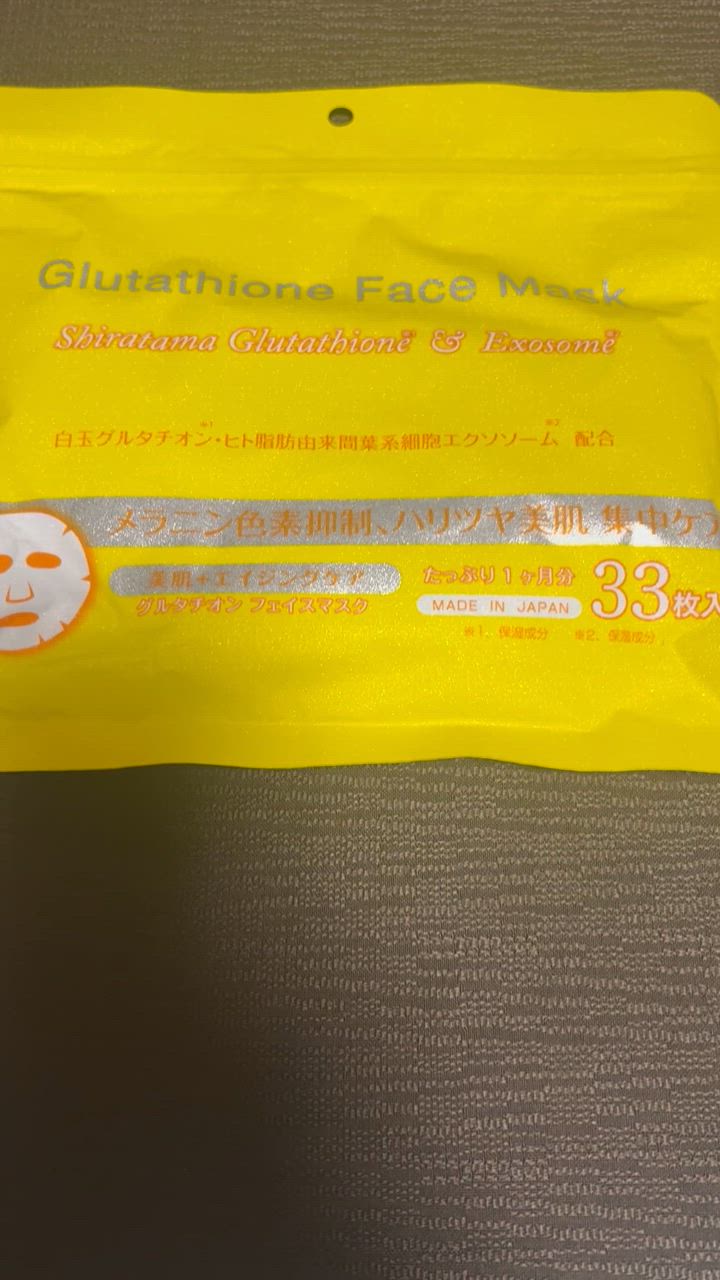 Glutathione Face Mask
Shiratama Glutathione※1 & Exosome※2
白玉グルタチオン※1・ヒト脂肪由来間葉系細胞エクソソーム※2 配合
メラニン色素抑制、ハリツヤ美肌 集中ケア
美肌+エイジングケア
グルタチオン フェイスマスク
たっぷり1ヶ月分
MADE IN JAPAN
33枚入
※1. 保湿成分 ※2. 保湿成分